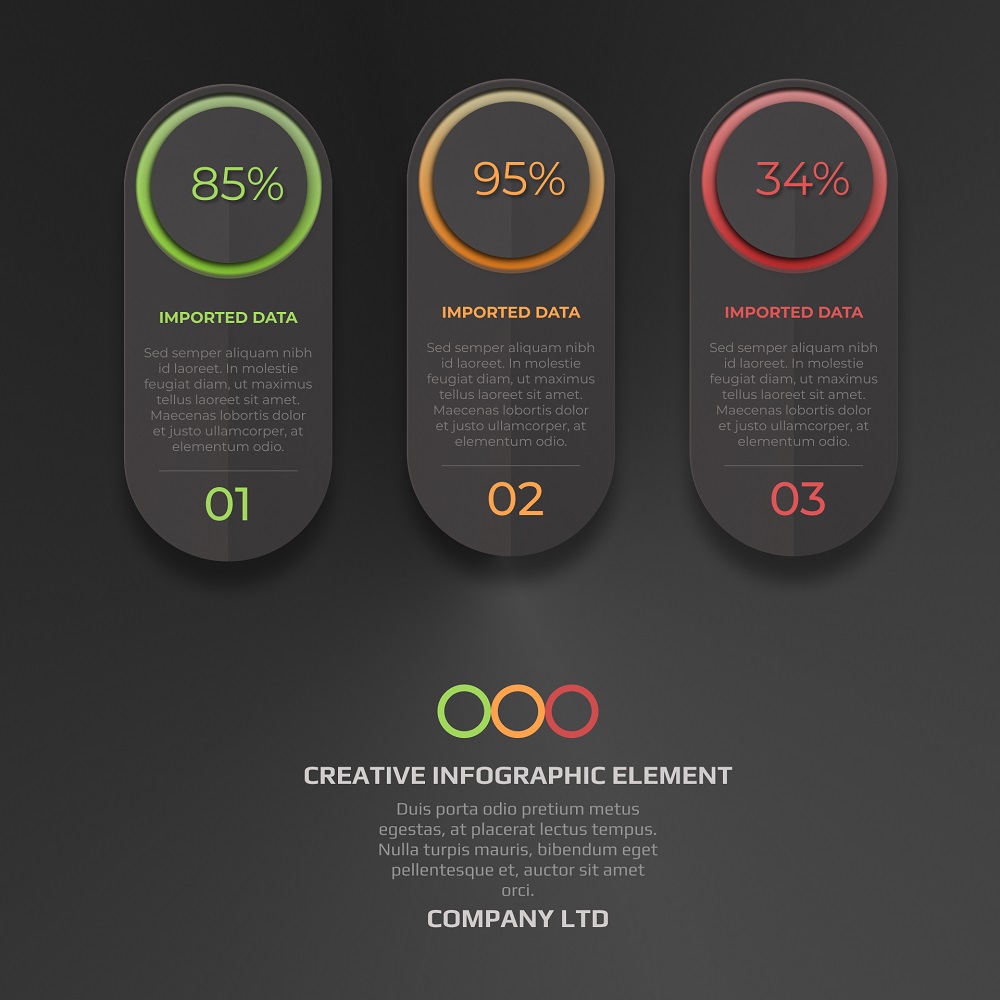 85%
IMPORTED DATA
Sed semper aliquam nibh
id laoreet. In molestie
feugiat diam, ut maximus
tellus laoreet sit amet.
Maecenas lobortis dolor
et justo ullamcorper, at
elementum odio.
01
95%
IMPORTED DATA
Sed semper aliquam nibh
id laoreet. In molestie
feugiat diam, ut maximus
tellus laoreet sit amet.
Maecenas lobortis dolor
et justo ullamcorper, at
elementum odio.
02
34%
IMPORTED DATA
Sed semper aliquam nibh
id laoreet. In molestie
feugiat diam, ut maximus
tellus laoreet sit amet.
Maecenas lobortis dolor
et justo ullamcorper, at
elementum odio.
03
CREATIVE INFOGRAPHIC ELEMENT
Duis porta odio pretium metus
egestas, at placerat lectus tempus.
Nulla turpis mauris, bibendum eget
pellentesque et, auctor sit amet
orci.
COMPANY LTD